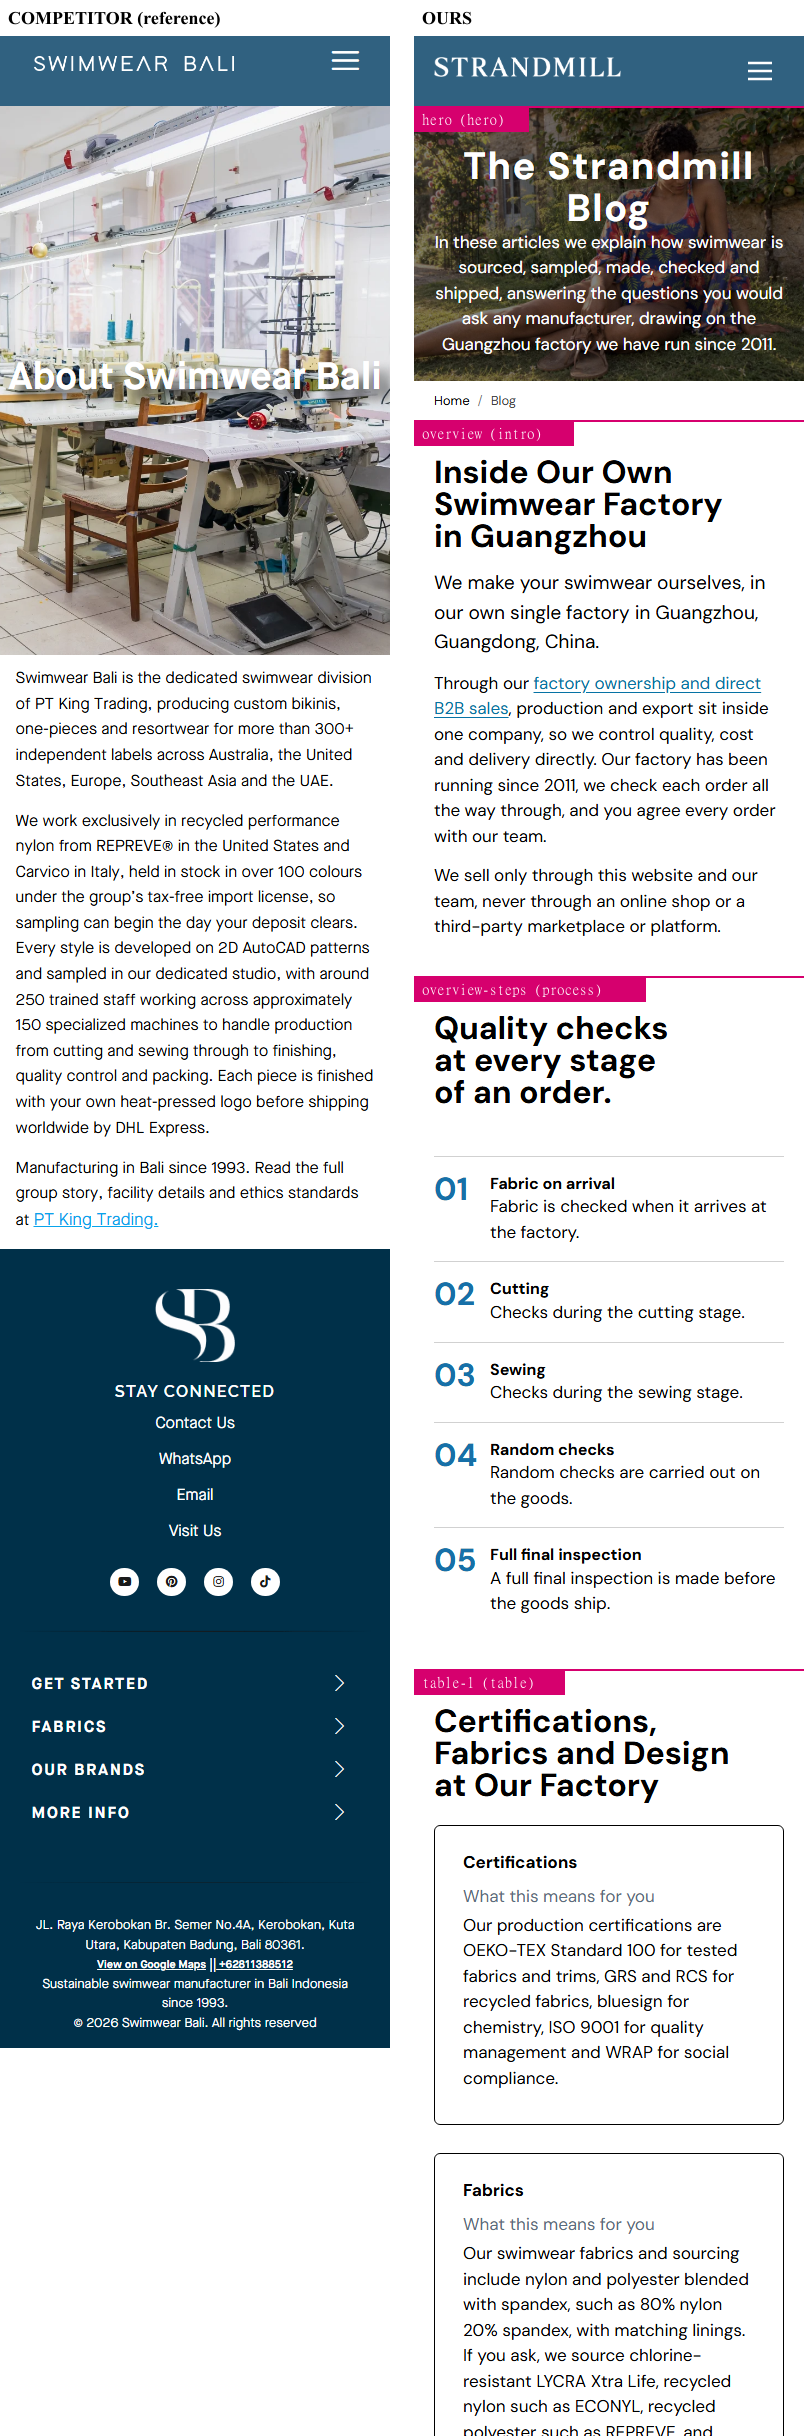 COMPETITOR (reference)
SWIMWEAR BALI
About Swimwear Bali
Swimwear Bali is the dedicated swimwear division
of PT King Trading, producing custom bikinis,
one-pieces and resortwear for more than 300+
independent labels across Australia, the United
States, Europe, Southeast Asia and the UAE.
We work exclusively in recycled performance
nylon from REPREVE® in the United States and
Carvico in Italy, held in stock in over 100 colours
under the group's tax-free import license, so
sampling can begin the day your deposit clears.
Every style is developed on 2D AutoCAD patterns
and sampled in our dedicated studio, with around
250 trained staff working across approximately
150 specialized machines to handle production
from cutting and sewing through to finishing,
quality control and packing. Each piece is finished
with your own heat-pressed logo before shipping
worldwide by DHL Express.
Manufacturing in Bali since 1993. Read the full
group story, facility details and ethics standards
at PT King Trading.
SB
STAY CONNECTED
Contact Us
WhatsApp
Email
Visit Us
GET STARTED
FABRICS
OUR BRANDS
MORE INFO
JL. Raya Kerobokan Br. Semer No.4A, Kerobokan, Kuta
Utara, Kabupaten Badung, Bali 80361.
View on Google Maps || +62811388512
Sustainable swimwear manufacturer in Bali Indonesia
since 1993.
© 2026 Swimwear Bali. All rights reserved
OURS
STRANDMILL
hero (hero)
The Strandmill
Blog
In these articles we explain how swimwear is
sourced, sampled, made, checked and
shipped, answering the questions you would
ask any manufacturer, drawing on the
Guangzhou factory we have run since 2011.
Home / Blog
overview (intro)
Inside Our Own
Swimwear Factory
in Guangzhou
We make your swimwear ourselves, in
our own single factory in Guangzhou,
Guangdong, China.
Through our factory ownership and direct
B2B sales, production and export sit inside
one company, so we control quality, cost
and delivery directly. Our factory has been
running since 2011, we check each order all
the way through, and you agree every order
with our team.
We sell only through this website and our
team, never through an online shop or a
third-party marketplace or platform.
overview-steps (process)
Quality checks
at every stage
of an order.
01 Fabric on arrival
Fabric is checked when it arrives at
the factory.
02 Cutting
Checks during the cutting stage.
03 Sewing
Checks during the sewing stage.
04 Random checks
Random checks are carried out on
the goods.
05 Full final inspection
A full final inspection is made before
the goods ship.
table-1 (table)
Certifications,
Fabrics and Design
at Our Factory
Certifications
What this means for you
Our production certifications are
OEKO-TEX Standard 100 for tested
fabrics and trims, GRS and RCS for
recycled fabrics, bluesign for
chemistry, ISO 9001 for quality
management and WRAP for social
compliance.
Fabrics
What this means for you
Our swimwear fabrics and sourcing
include nylon and polyester blended
with spandex, such as 80% nylon
20% spandex, with matching linings.
If you ask, we source chlorine-
resistant LYCRA Xtra Life, recycled
nylon such as ECONYL, recycled
polyester such as REPREVE, and